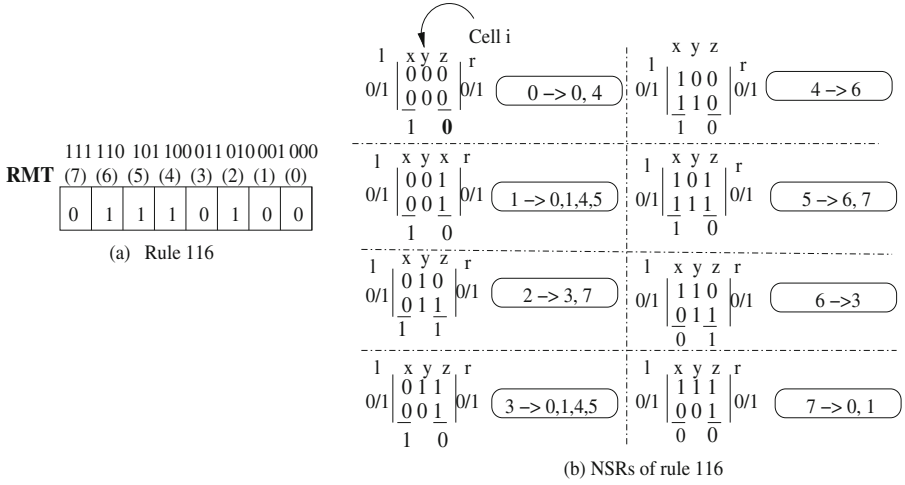 Cell i
l x y z r
0 0 0
0/1 0 0 0 0/1
1 0
0 –> 0, 4
x y z
l r
1 0 0
0/1 1 1 0 0/1
1 0
4 –> 6
l x y x r
0 0 1
0/1 0 0 1 0/1
1 0
1 –> 0,1,4,5
l x y z r
1 0 1
0/1 1 1 1 0/1
1 0
5 –> 6, 7
l x y z r
0 1 0
0/1 0 1 1 0/1
1 1
2 –> 3, 7
l x y z r
1 1 0
0/1 0 1 1 0/1
0 1
6 –>3
l x y z r
0 1 1
0/1 0 0 1 0/1
1 0
3 –> 0,1,4,5
l x y z r
1 1 1
0/1 0 0 1 0/1
0 0
7 –> 0, 1
111 110 101 100 011 010 001 000
RMT (7) (6) (5) (4) (3) (2) (1) (0)
0 1 1 1 0 1 0 0
(a) Rule 116
(b) NSRs of rule 116